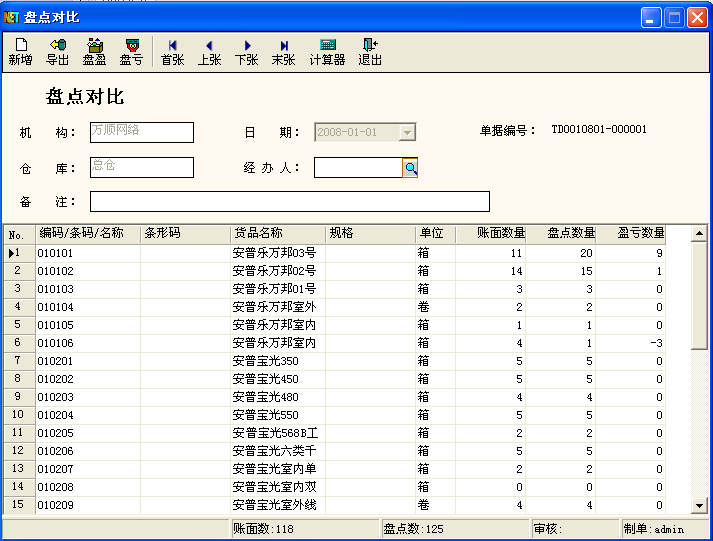 NET 盘点对比
新增 导出 盘盈 盘亏 首张 上张 下张 末张 计算器 退出
盘点对比
机 构： 万顺网络 日 期： 2008-01-01 单据编号： TD0010801-000001
仓 库： 总仓 经 办 人：
备 注：
No. 编码/条码/名称 条形码 货品名称 规格 单位 账面数量 盘点数量 盈亏数量
1 010101 安普乐万邦03号 箱 11 20 9
2 010102 安普乐万邦02号 箱 14 15 1
3 010103 安普乐万邦01号 箱 3 3 0
4 010104 安普乐万邦室外 卷 2 2 0
5 010105 安普乐万邦室内 箱 1 1 0
6 010106 安普乐万邦室内 箱 4 1 -3
7 010201 安普宝光350 箱 5 5 0
8 010202 安普宝光450 箱 5 5 0
9 010203 安普宝光480 箱 4 4 0
10 010204 安普宝光550 箱 5 5 0
11 010205 安普宝光568B工 箱 2 2 0
12 010206 安普宝光六类千 箱 5 5 0
13 010207 安普宝光室内单 箱 2 2 0
14 010208 安普宝光室内双 箱 0 0 0
15 010209 安普宝光室外线 卷 4 4 0
账面数:118 盘点数:125 审核: 制单:admin